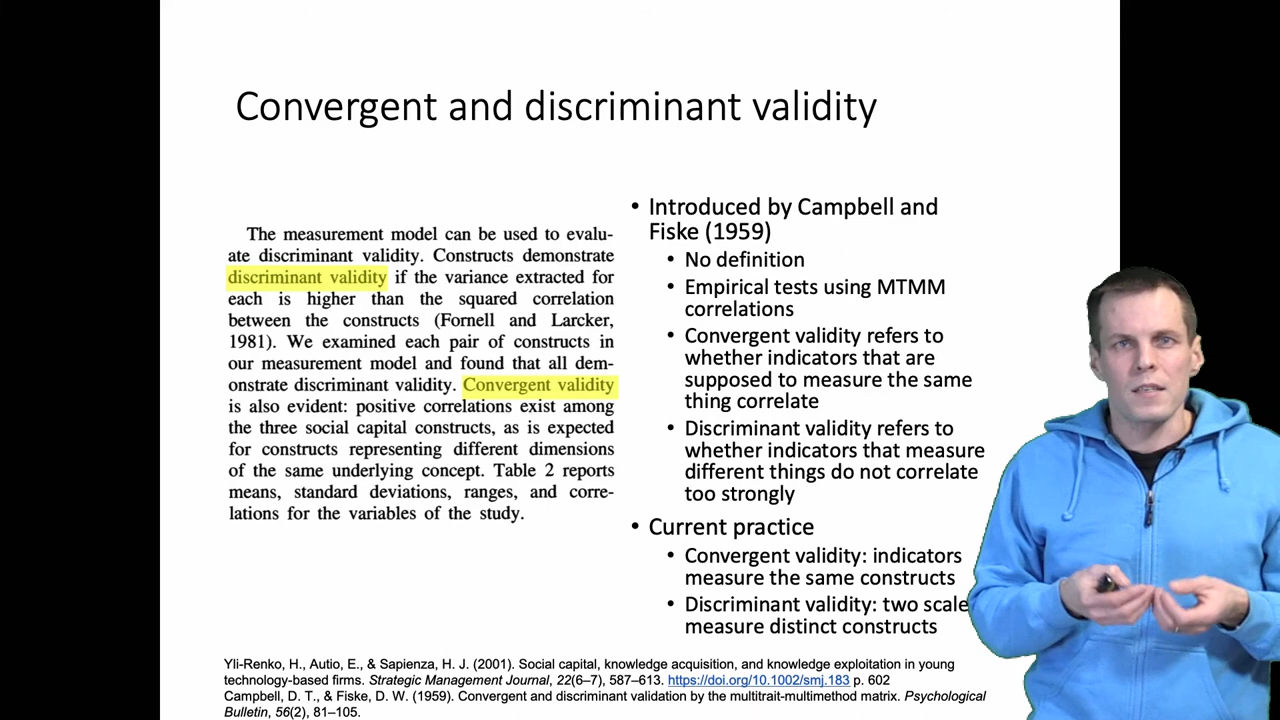 Convergent and discriminant validity
The measurement model can be used to evalu-
ate discriminant validity. Constructs demonstrate
discriminant validity if the variance extracted for
each is higher than the squared correlation
between the constructs (Fornell and Larcker,
1981). We examined each pair of constructs in
our measurement model and found that all dem-
onstrate discriminant validity. Convergent validity
is also evident: positive correlations exist among
the three social capital constructs, as is expected
for constructs representing different dimensions
of the same underlying concept. Table 2 reports
means, standard deviations, ranges, and corre-
lations for the variables of the study.
• Introduced by Campbell and
Fiske (1959)
• No definition
• Empirical tests using MTMM
correlations
• Convergent validity refers to
whether indicators that are
supposed to measure the same
thing correlate
• Discriminant validity refers to
whether indicators that measure
different things do not correlate
too strongly
• Current practice
• Convergent validity: indicators
measure the same constructs
• Discriminant validity: two scale
measure distinct constructs
Yli-Renko, H., Autio, E., & Sapienza, H. J. (2001). Social capital, knowledge acquisition, and knowledge exploitation in young
technology-based firms. Strategic Management Journal, 22(6–7), 587–613. https://doi.org/10.1002/smj.183 p. 602
Campbell, D. T., & Fiske, D. W. (1959). Convergent and discriminant validation by the multitrait-multimethod matrix. Psychological
Bulletin, 56(2), 81–105.